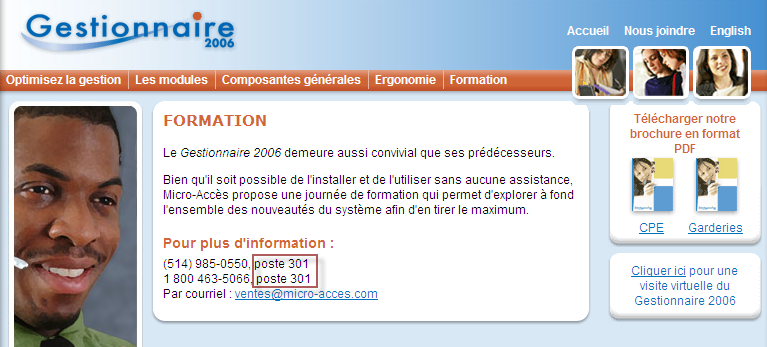 Gestionnaire
2006
Accueil Nous joindre English
Optimisez la gestion Les modules Composantes générales Ergonomie Formation
FORMATION
Le Gestionnaire 2006 demeure aussi convivial que ses prédécesseurs.
Bien qu'il soit possible de l'installer et de l'utiliser sans aucune assistance,
Micro-Accès propose une journée de formation qui permet d'explorer à fond
l'ensemble des nouveautés du système afin d'en tirer le maximum.
Pour plus d'information :
(514) 985-0550, poste 301
1 800 463-5066, poste 301
Par courriel : ventes@micro-acces.com
Télécharger notre
brochure en format
PDF
CPE Garderies
Cliquer ici pour une
visite virtuelle du
Gestionnaire 2006